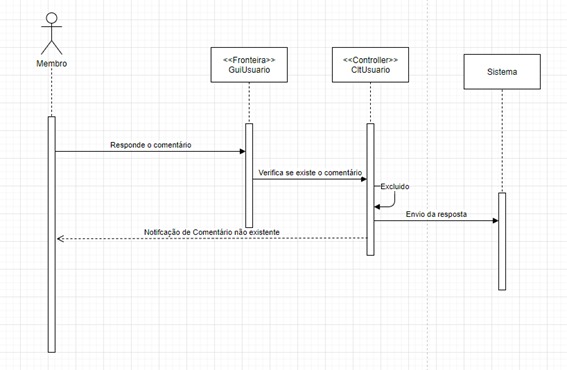 Membro
<<Fronteira>>
GuiUsuario
<<Controller>>
CltUsuario
Sistema
Responde o comentário
Verifica se existe o comentário
Excluido
Envio da resposta
Notifcação de Comentário não existente